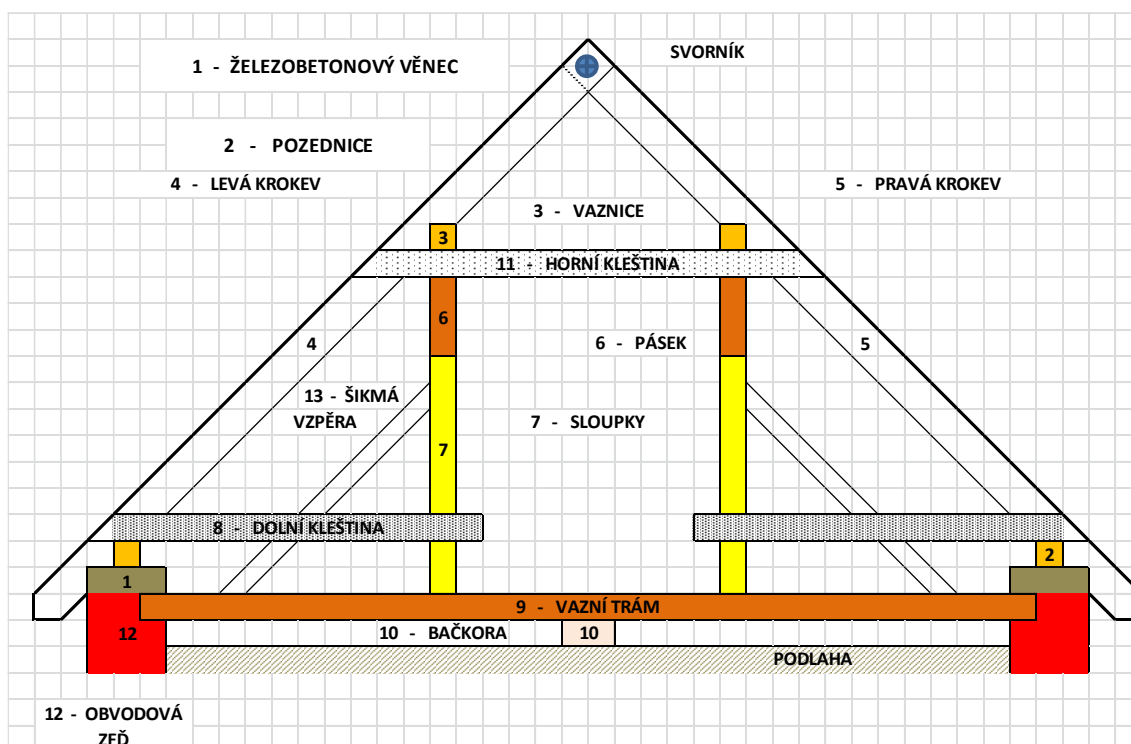 SVORNÍK
1 - ŽELEZOBETONOVÝ VĚNEC
2 - POZEDNICE
4 - LEVÁ KROKEV
5 - PRAVÁ KROKEV
3 - VAZNICE
3
11 - HORNÍ KLEŠTINA
6
4
6 - PÁSEK
5
13 - ŠIKMÁ
VZPĚRA
7 - SLOUPKY
7
8 - DOLNÍ KLEŠTINA
2
1
9 - VAZNÍ TRÁM
12
10 - BAČKORA
10
PODLAHA
12 - OBVODOVÁ
ZEĎ